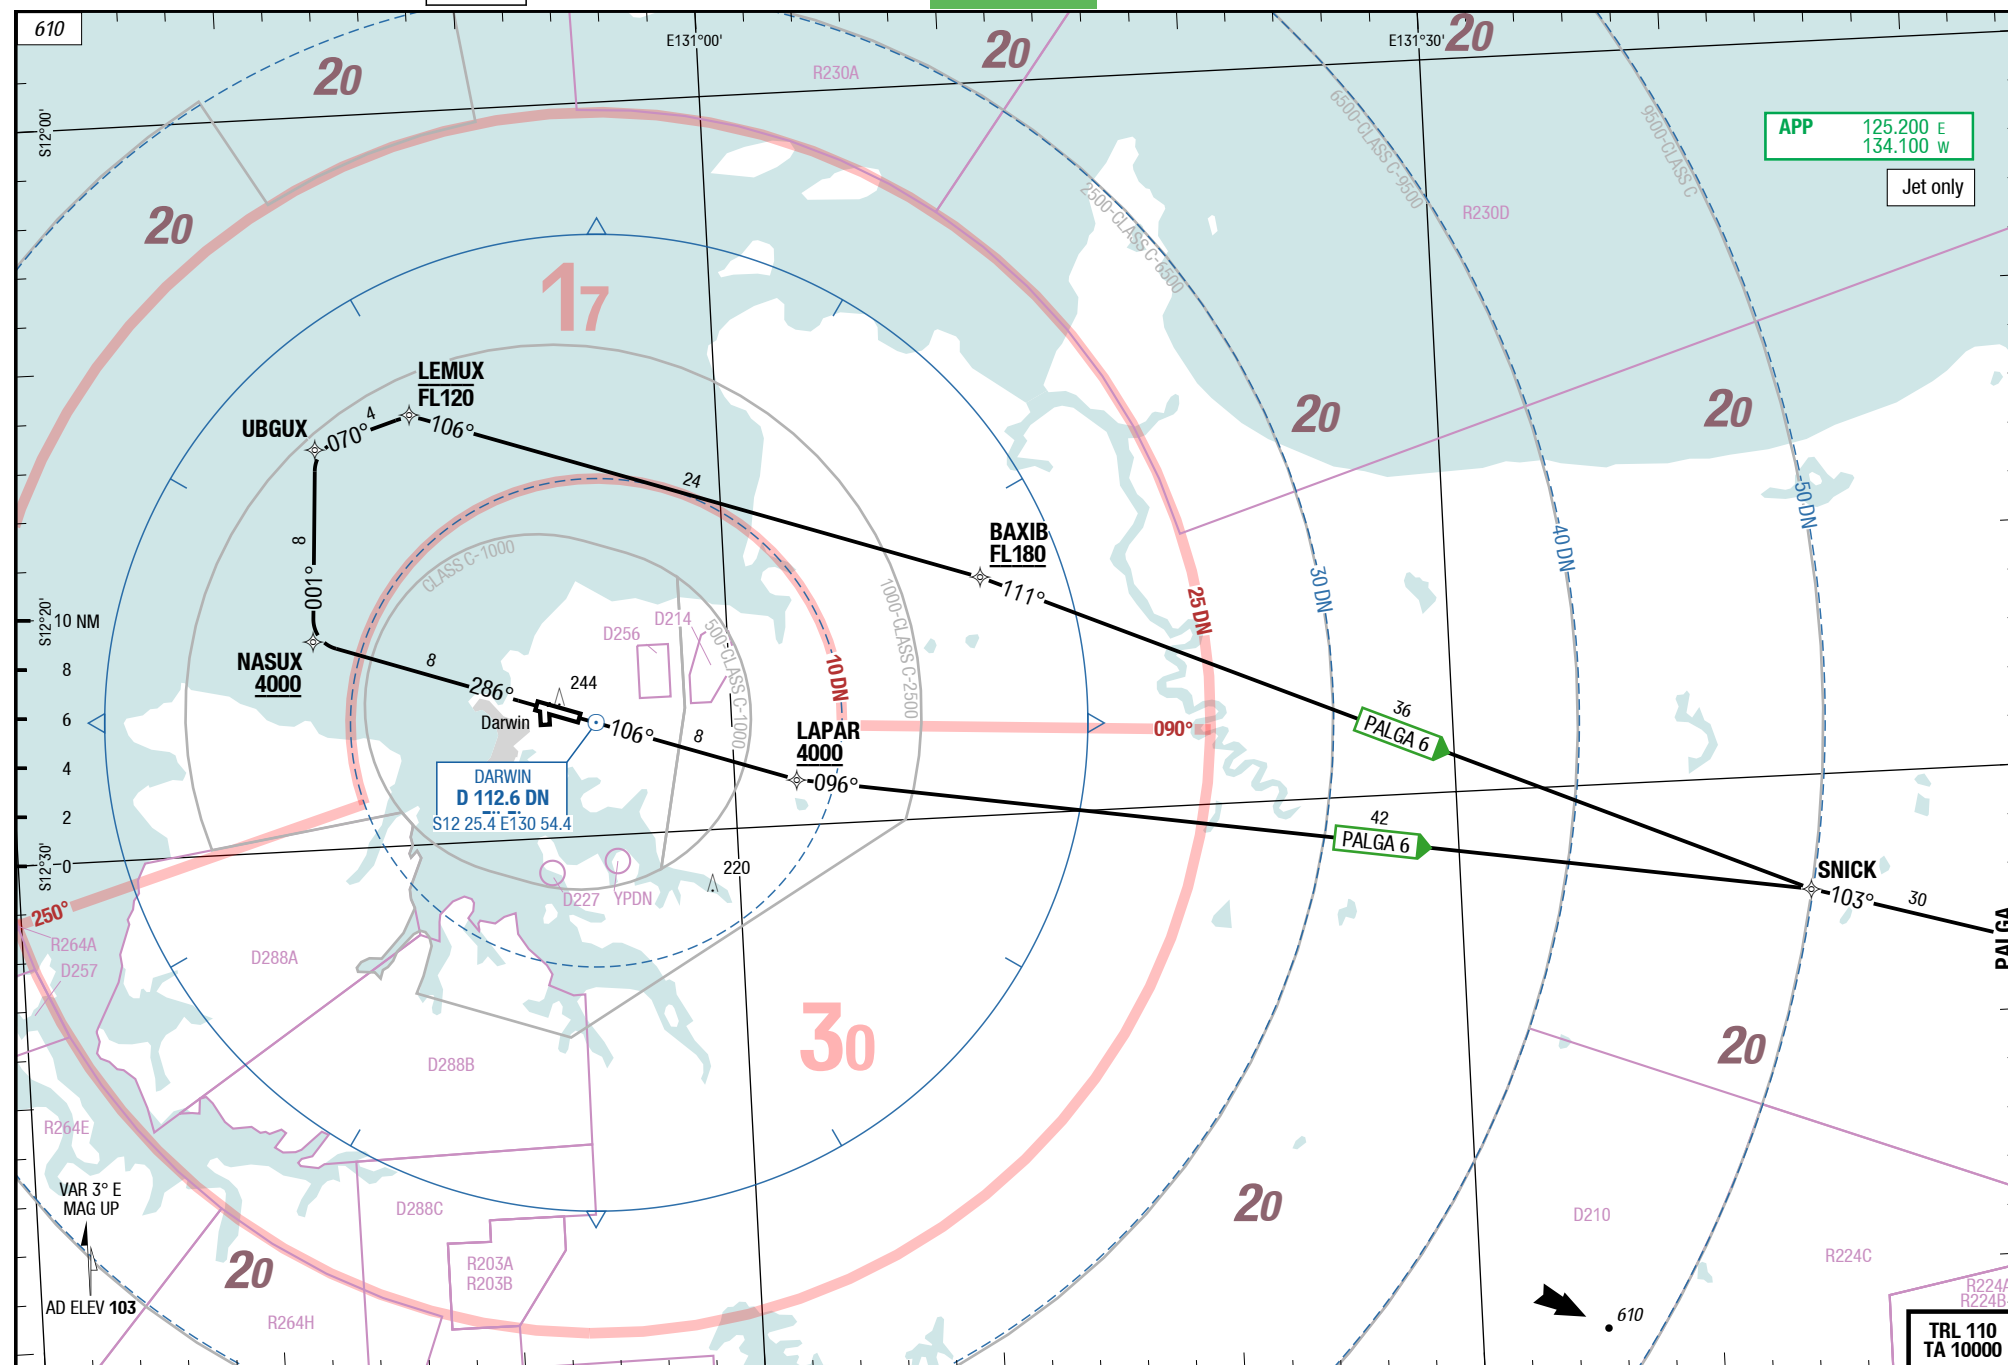 610
E131°00'
E131°30'
20
20
20
20
R230A
6500-CLASS C-9500
9500-CLASS C
APP 125.200 E
134.100 W
Jet only
S12°00'
2500-CLASS C-6500
R230D
17
LEMUX
FL120
UBGUX
070°
4
106°
20
20
24
8
001°
BAXIB
FL180
111°
CLASS C-1000
1000-CLASS C-2500
50 DN
40 DN
30 DN
25 DN
10 DN
S12°20'
10 NM
8
6
4
2
0
D256
D214
500-CLASS C-1000
NASUX
4000
8
286°
244
Darwin
106°
8
LAPAR
4000
096°
090°
36
PALGA 6
42
PALGA 6
DARWIN
D 112.6 DN
S12 25.4 E130 54.4
S12°30'
220
D227
YPDN
SNICK
103°
30
PALGA
250°
R264A
D257
D288A
30
20
D288B
R264E
VAR 3° E
MAG UP
D288C
20
D210
R224C
20
R203A
R203B
R224A
R224B
AD ELEV 103
R264H
610
TRL 110
TA 10000